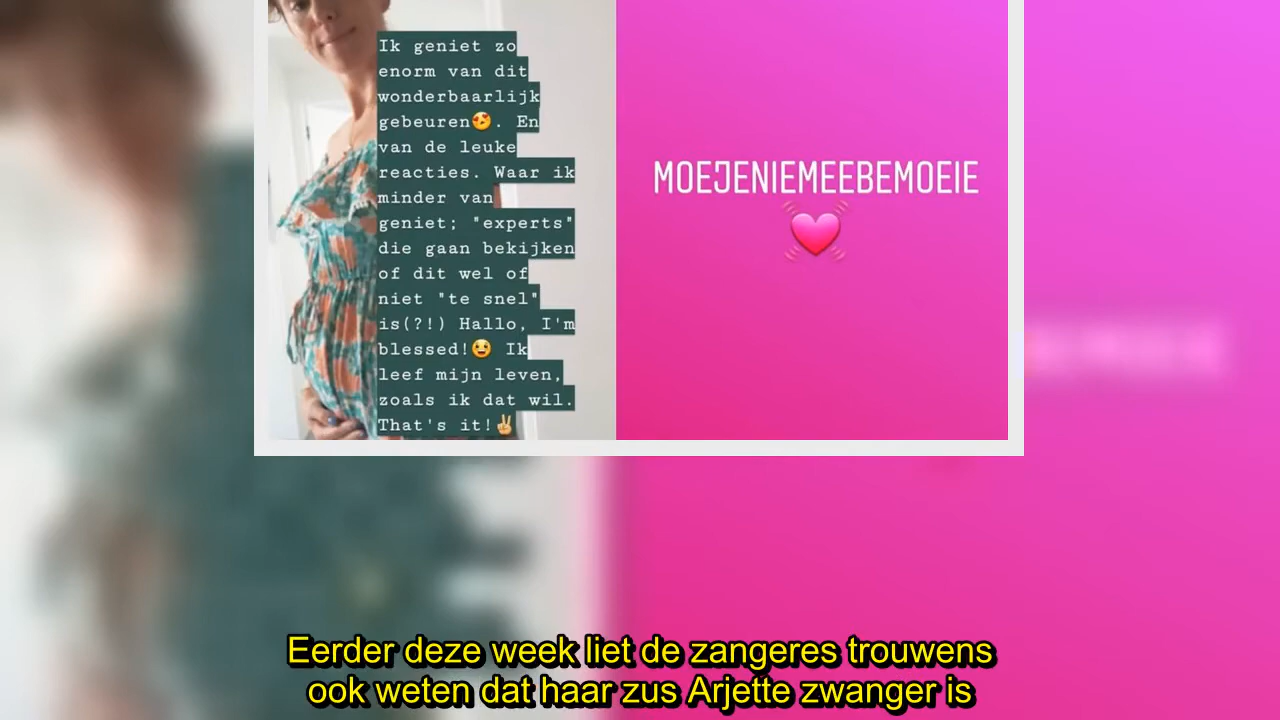 Ik geniet zo
enorm van dit
wonderbaarlijk
gebeuren😍. En
van de leuke
reacties. Waar ik
minder van
geniet; "experts"
die gaan bekijken
of dit wel of
niet "te snel"
is(?!) Hallo, I'm
blessed!😀 Ik
leef mijn leven,
zoals ik dat wil.
That's it!✌
MOEJENIEMEEBEMOEIE
💓
Eerder deze week liet de zangeres trouwens
ook weten dat haar zus Arjette zwanger is